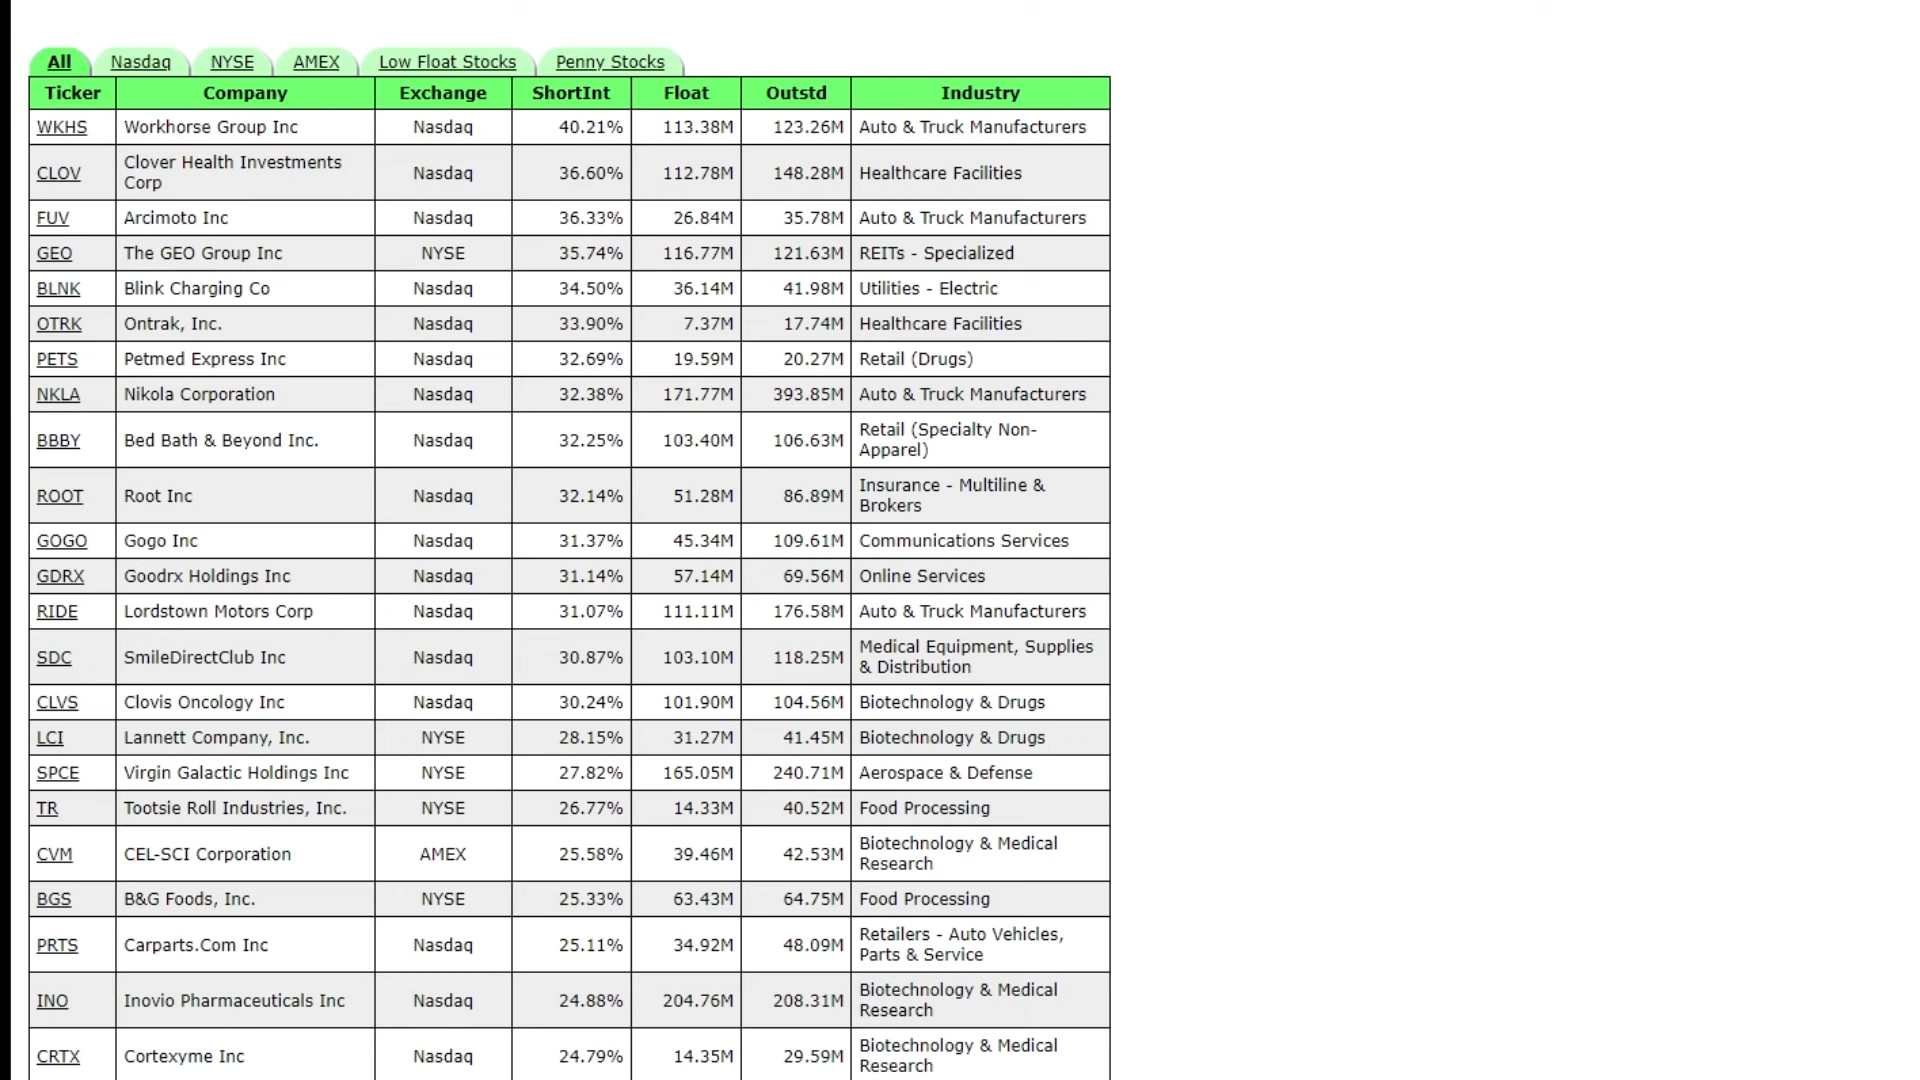 All Nasdaq NYSE AMEX Low Float Stocks Penny Stocks
Ticker Company Exchange ShortInt Float Outstd Industry
WKHS Workhorse Group Inc Nasdaq 40.21% 113.38M 123.26M Auto & Truck Manufacturers
CLOV Clover Health Investments Corp Nasdaq 36.60% 112.78M 148.28M Healthcare Facilities
FUV Arcimoto Inc Nasdaq 36.33% 26.84M 35.78M Auto & Truck Manufacturers
GEO The GEO Group Inc NYSE 35.74% 116.77M 121.63M REITs - Specialized
BLNK Blink Charging Co Nasdaq 34.50% 36.14M 41.98M Utilities - Electric
OTRK Ontrak, Inc. Nasdaq 33.90% 7.37M 17.74M Healthcare Facilities
PETS Petmed Express Inc Nasdaq 32.69% 19.59M 20.27M Retail (Drugs)
NKLA Nikola Corporation Nasdaq 32.38% 171.77M 393.85M Auto & Truck Manufacturers
BBBY Bed Bath & Beyond Inc. Nasdaq 32.25% 103.40M 106.63M Retail (Specialty Non-Apparel)
ROOT Root Inc Nasdaq 32.14% 51.28M 86.89M Insurance - Multiline & Brokers
GOGO Gogo Inc Nasdaq 31.37% 45.34M 109.61M Communications Services
GDRX Goodrx Holdings Inc Nasdaq 31.14% 57.14M 69.56M Online Services
RIDE Lordstown Motors Corp Nasdaq 31.07% 111.11M 176.58M Auto & Truck Manufacturers
SDC SmileDirectClub Inc Nasdaq 30.87% 103.10M 118.25M Medical Equipment, Supplies & Distribution
CLVS Clovis Oncology Inc Nasdaq 30.24% 101.90M 104.56M Biotechnology & Drugs
LCI Lannett Company, Inc. NYSE 28.15% 31.27M 41.45M Biotechnology & Drugs
SPCE Virgin Galactic Holdings Inc NYSE 27.82% 165.05M 240.71M Aerospace & Defense
TR Tootsie Roll Industries, Inc. NYSE 26.77% 14.33M 40.52M Food Processing
CVM CEL-SCI Corporation AMEX 25.58% 39.46M 42.53M Biotechnology & Medical Research
BGS B&G Foods, Inc. NYSE 25.33% 63.43M 64.75M Food Processing
PRTS Carparts.Com Inc Nasdaq 25.11% 34.92M 48.09M Retailers - Auto Vehicles, Parts & Service
INO Inovio Pharmaceuticals Inc Nasdaq 24.88% 204.76M 208.31M Biotechnology & Medical Research
CRTX Cortexyme Inc Nasdaq 24.79% 14.35M 29.59M Biotechnology & Medical Research